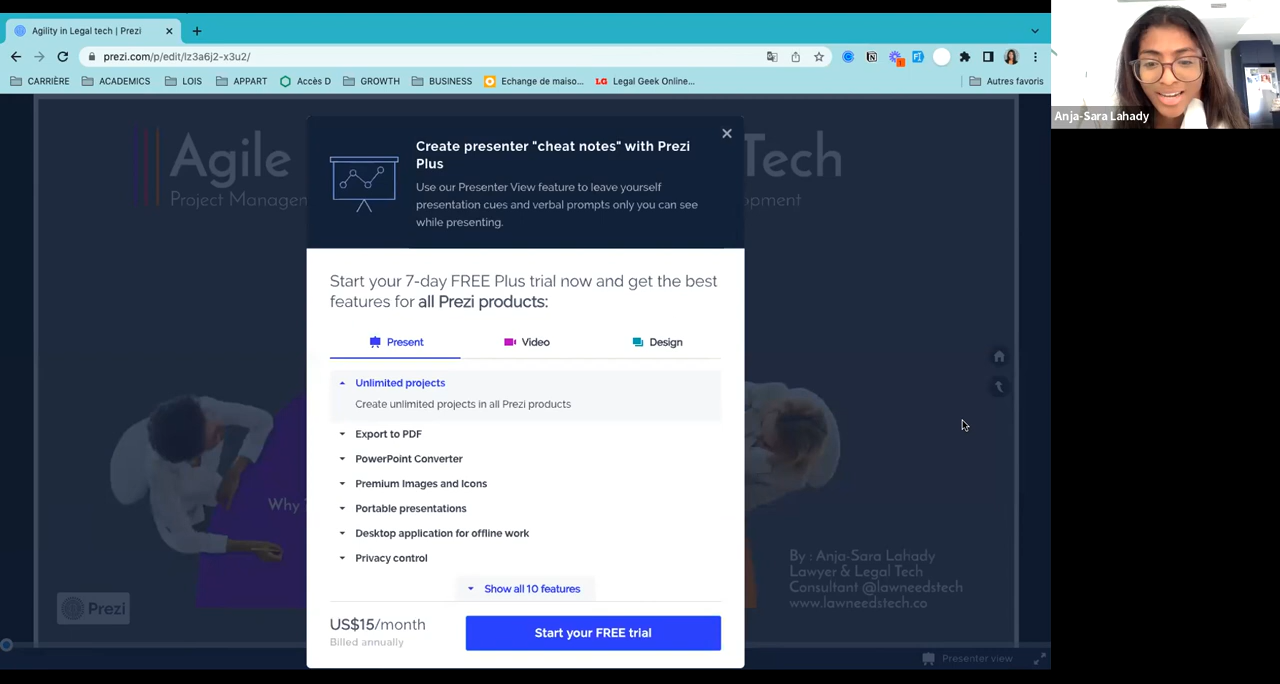 Agility in Legal tech | Prezi
prezi.com/p/edit/lz3a6j2-x3u2/
CARRIÈRE ACADEMICS LOIS APPART Accès D GROWTH BUSINESS Echange de maiso... LG Legal Geek Online... Autres favoris
Anja-Sara Lahady
Agile Tech
Project Managem opment
Create presenter "cheat notes" with Prezi
Plus
Use our Presenter View feature to leave yourself
presentation cues and verbal prompts only you can see
while presenting.
Start your 7-day FREE Plus trial now and get the best
features for all Prezi products:
Present Video Design
Unlimited projects
Create unlimited projects in all Prezi products
Export to PDF
PowerPoint Converter
Premium Images and Icons
Portable presentations
Desktop application for offline work
Privacy control
Show all 10 features
US$15/month
Billed annually
Start your FREE trial
Why
By : Anja-Sara Lahady
Lawyer & Legal Tech
Consultant @lawneedstech
www.lawneedstech.co
Prezi
Presenter view